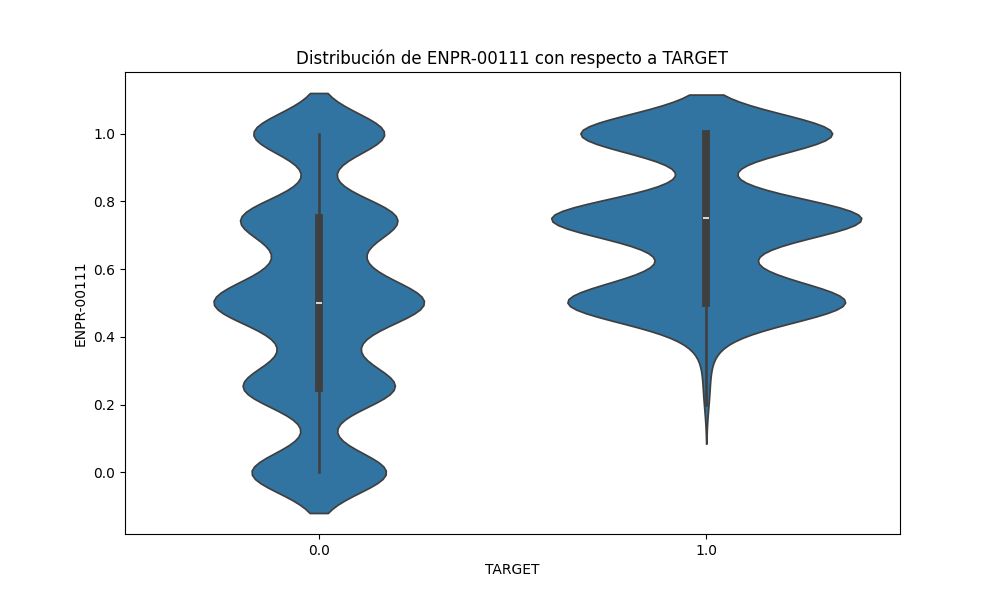 Distribución de ENPR-00111 con respecto a TARGET
ENPR-00111
1.0
0.8
0.6
0.4
0.2
0.0
0.0 1.0
TARGET